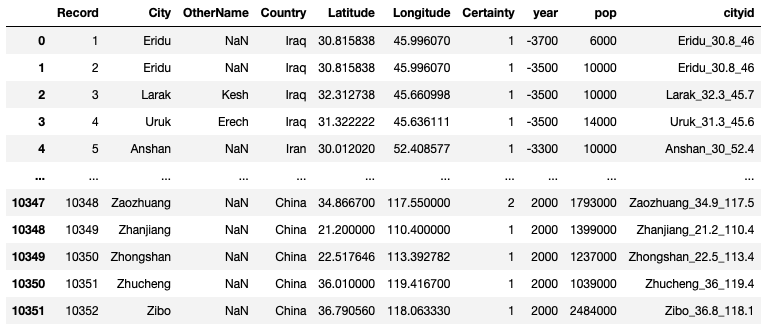 Record City OtherName Country Latitude Longitude Certainty year pop cityid
0 1 Eridu NaN Iraq 30.815838 45.996070 1 -3700 6000 Eridu_30.8_46
1 2 Eridu NaN Iraq 30.815838 45.996070 1 -3500 10000 Eridu_30.8_46
2 3 Larak Kesh Iraq 32.312738 45.660998 1 -3500 10000 Larak_32.3_45.7
3 4 Uruk Erech Iraq 31.322222 45.636111 1 -3500 14000 Uruk_31.3_45.6
4 5 Anshan NaN Iran 30.012020 52.408577 1 -3300 10000 Anshan_30_52.4
... ... ... ... ... ... ... ... ... ... ...
10347 10348 Zaozhuang NaN China 34.866700 117.550000 2 2000 1793000 Zaozhuang_34.9_117.5
10348 10349 Zhanjiang NaN China 21.200000 110.400000 1 2000 1399000 Zhanjiang_21.2_110.4
10349 10350 Zhongshan NaN China 22.517646 113.392782 1 2000 1237000 Zhongshan_22.5_113.4
10350 10351 Zhucheng NaN China 36.010000 119.416700 1 2000 1039000 Zhucheng_36_119.4
10351 10352 Zibo NaN China 36.790560 118.063330 1 2000 2484000 Zibo_36.8_118.1